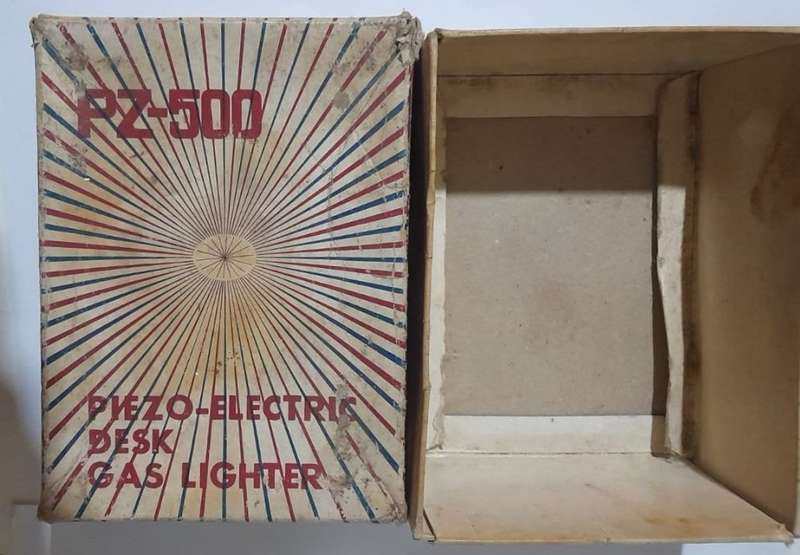 PZ-500
PIEZO-ELECTRIC
DESK
GAS LIGHTER